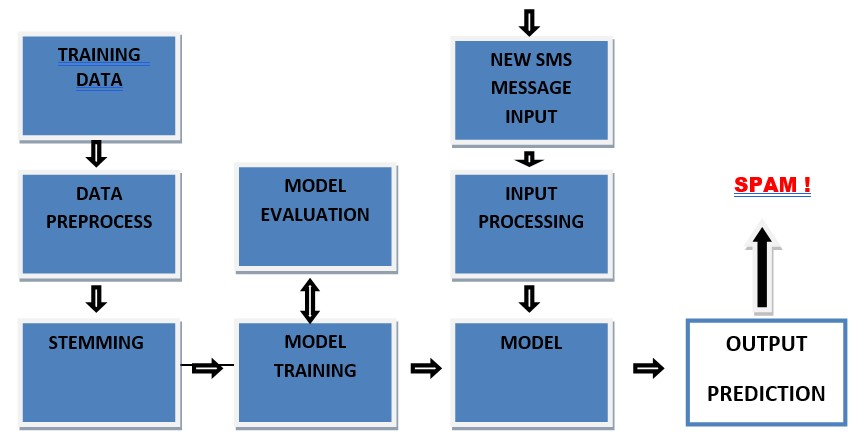 TRAINING
DATA
DATA
PREPROCESS
STEMMING
MODEL
EVALUATION
MODEL
TRAINING
NEW SMS
MESSAGE
INPUT
INPUT
PROCESSING
MODEL
OUTPUT
PREDICTION
SPAM !